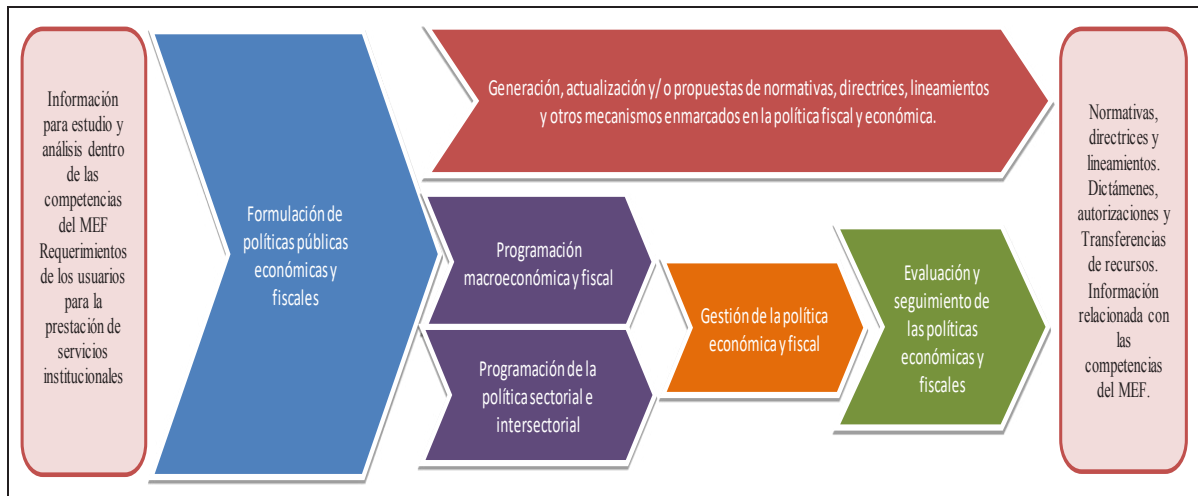 Información
para estudio y
análisis dentro
de las
competencias
del MEF
Requerimientos
de los usuarios
para la
prestación de
servicios
institucionales
Formulación de
políticas públicas
económicas y
fiscales
Generación, actualización y/ o propuestas de normativas, directrices, lineamientos
y otros mecanismos enmarcados en la política fiscal y económica.
Programación
macroeconómica y fiscal
Programación de la
política sectorial e
intersectorial
Gestión de la política
económica y fiscal
Evaluación y
seguimiento de
las políticas
económicas y
fiscales
Normativas,
directrices y
lineamientos.
Dictámenes,
autorizaciones y
Transferencias
de recursos.
Información
relacionada con
las
competencias
del MEF.